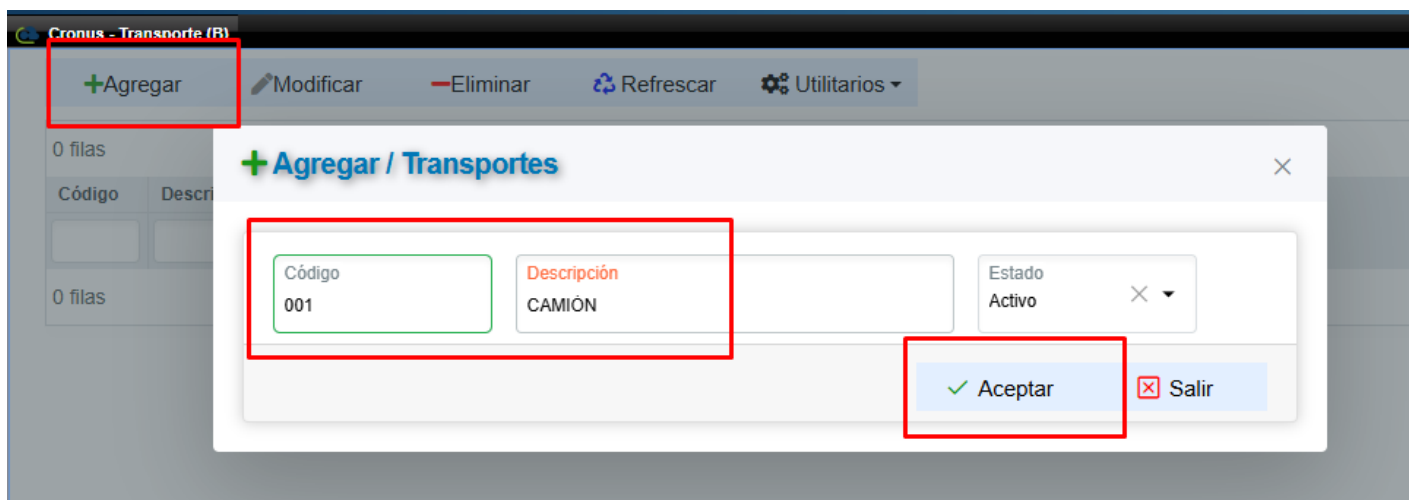 Cronus - Transporte (B)
Agregar Modificar Eliminar Refrescar Utilitarios
0 filas
Agregar / Transportes
Código Descri
Código Descripción Estado
001 CAMIÓN Activo
0 filas
Aceptar Salir